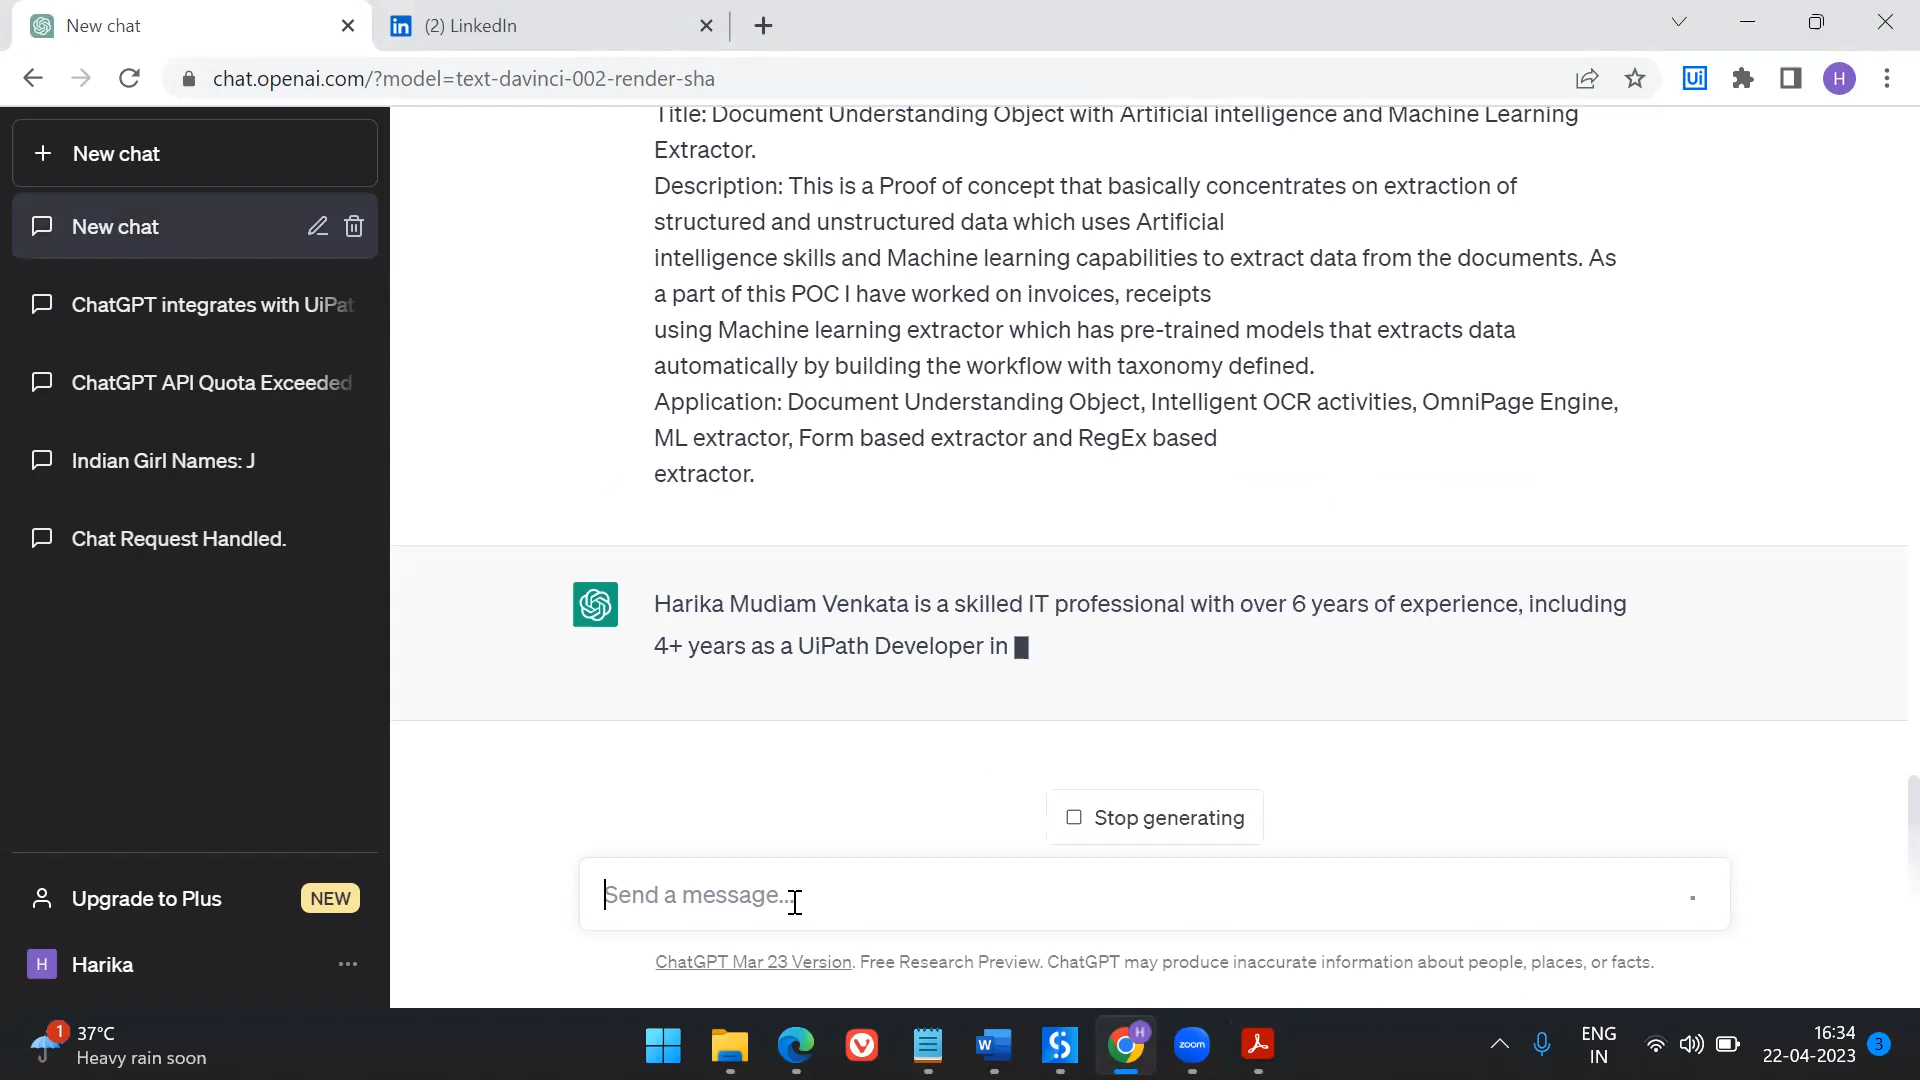 New chat
(2) LinkedIn
chat.openai.com/?model=text-davinci-002-render-sha
Ui
H
New chat
New chat
ChatGPT integrates with UiPat
ChatGPT API Quota Exceeded
Indian Girl Names: J
Chat Request Handled.
Upgrade to Plus
NEW
H
Harika
Title: Document Understanding Object with Artificial intelligence and Machine Learning
Extractor.
Description: This is a Proof of concept that basically concentrates on extraction of
structured and unstructured data which uses Artificial
intelligence skills and Machine learning capabilities to extract data from the documents. As
a part of this POC I have worked on invoices, receipts
using Machine learning extractor which has pre-trained models that extracts data
automatically by building the workflow with taxonomy defined.
Application: Document Understanding Object, Intelligent OCR activities, OmniPage Engine,
ML extractor, Form based extractor and RegEx based
extractor.
Harika Mudiam Venkata is a skilled IT professional with over 6 years of experience, including
4+ years as a UiPath Developer in
Stop generating
Send a message...
ChatGPT Mar 23 Version. Free Research Preview. ChatGPT may produce inaccurate information about people, places, or facts.
1
37°C
Heavy rain soon
W
H
zoom
ENG
IN
16:34
22-04-2023
3